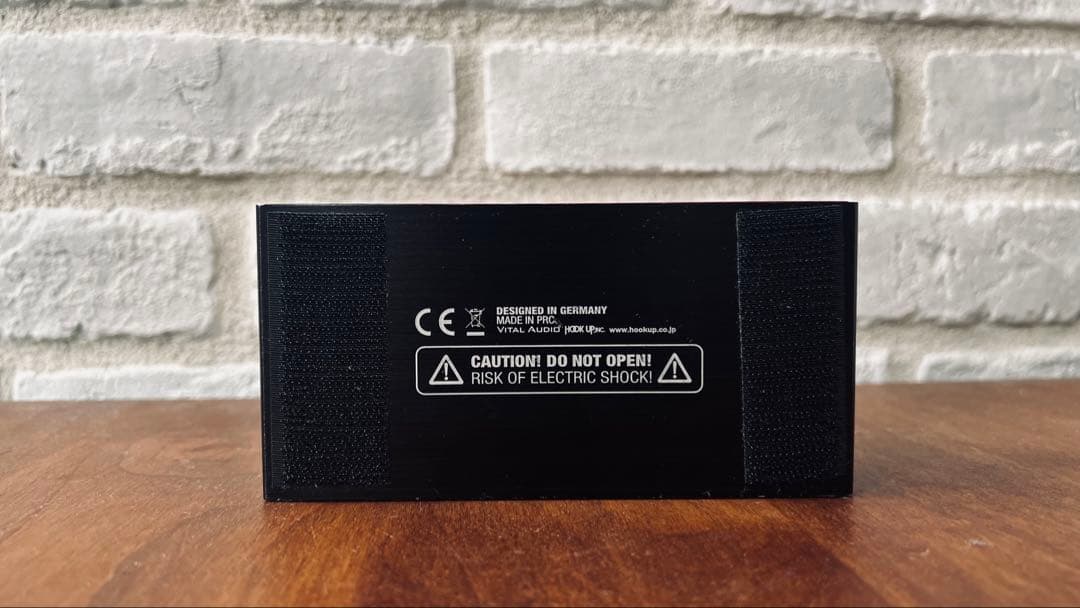 CE
DESIGNED IN GERMANY
MADE IN PRC.
VITAL AUDIO HOOK UP,INC. www.hookup.co.jp
CAUTION! DO NOT OPEN!
RISK OF ELECTRIC SHOCK!